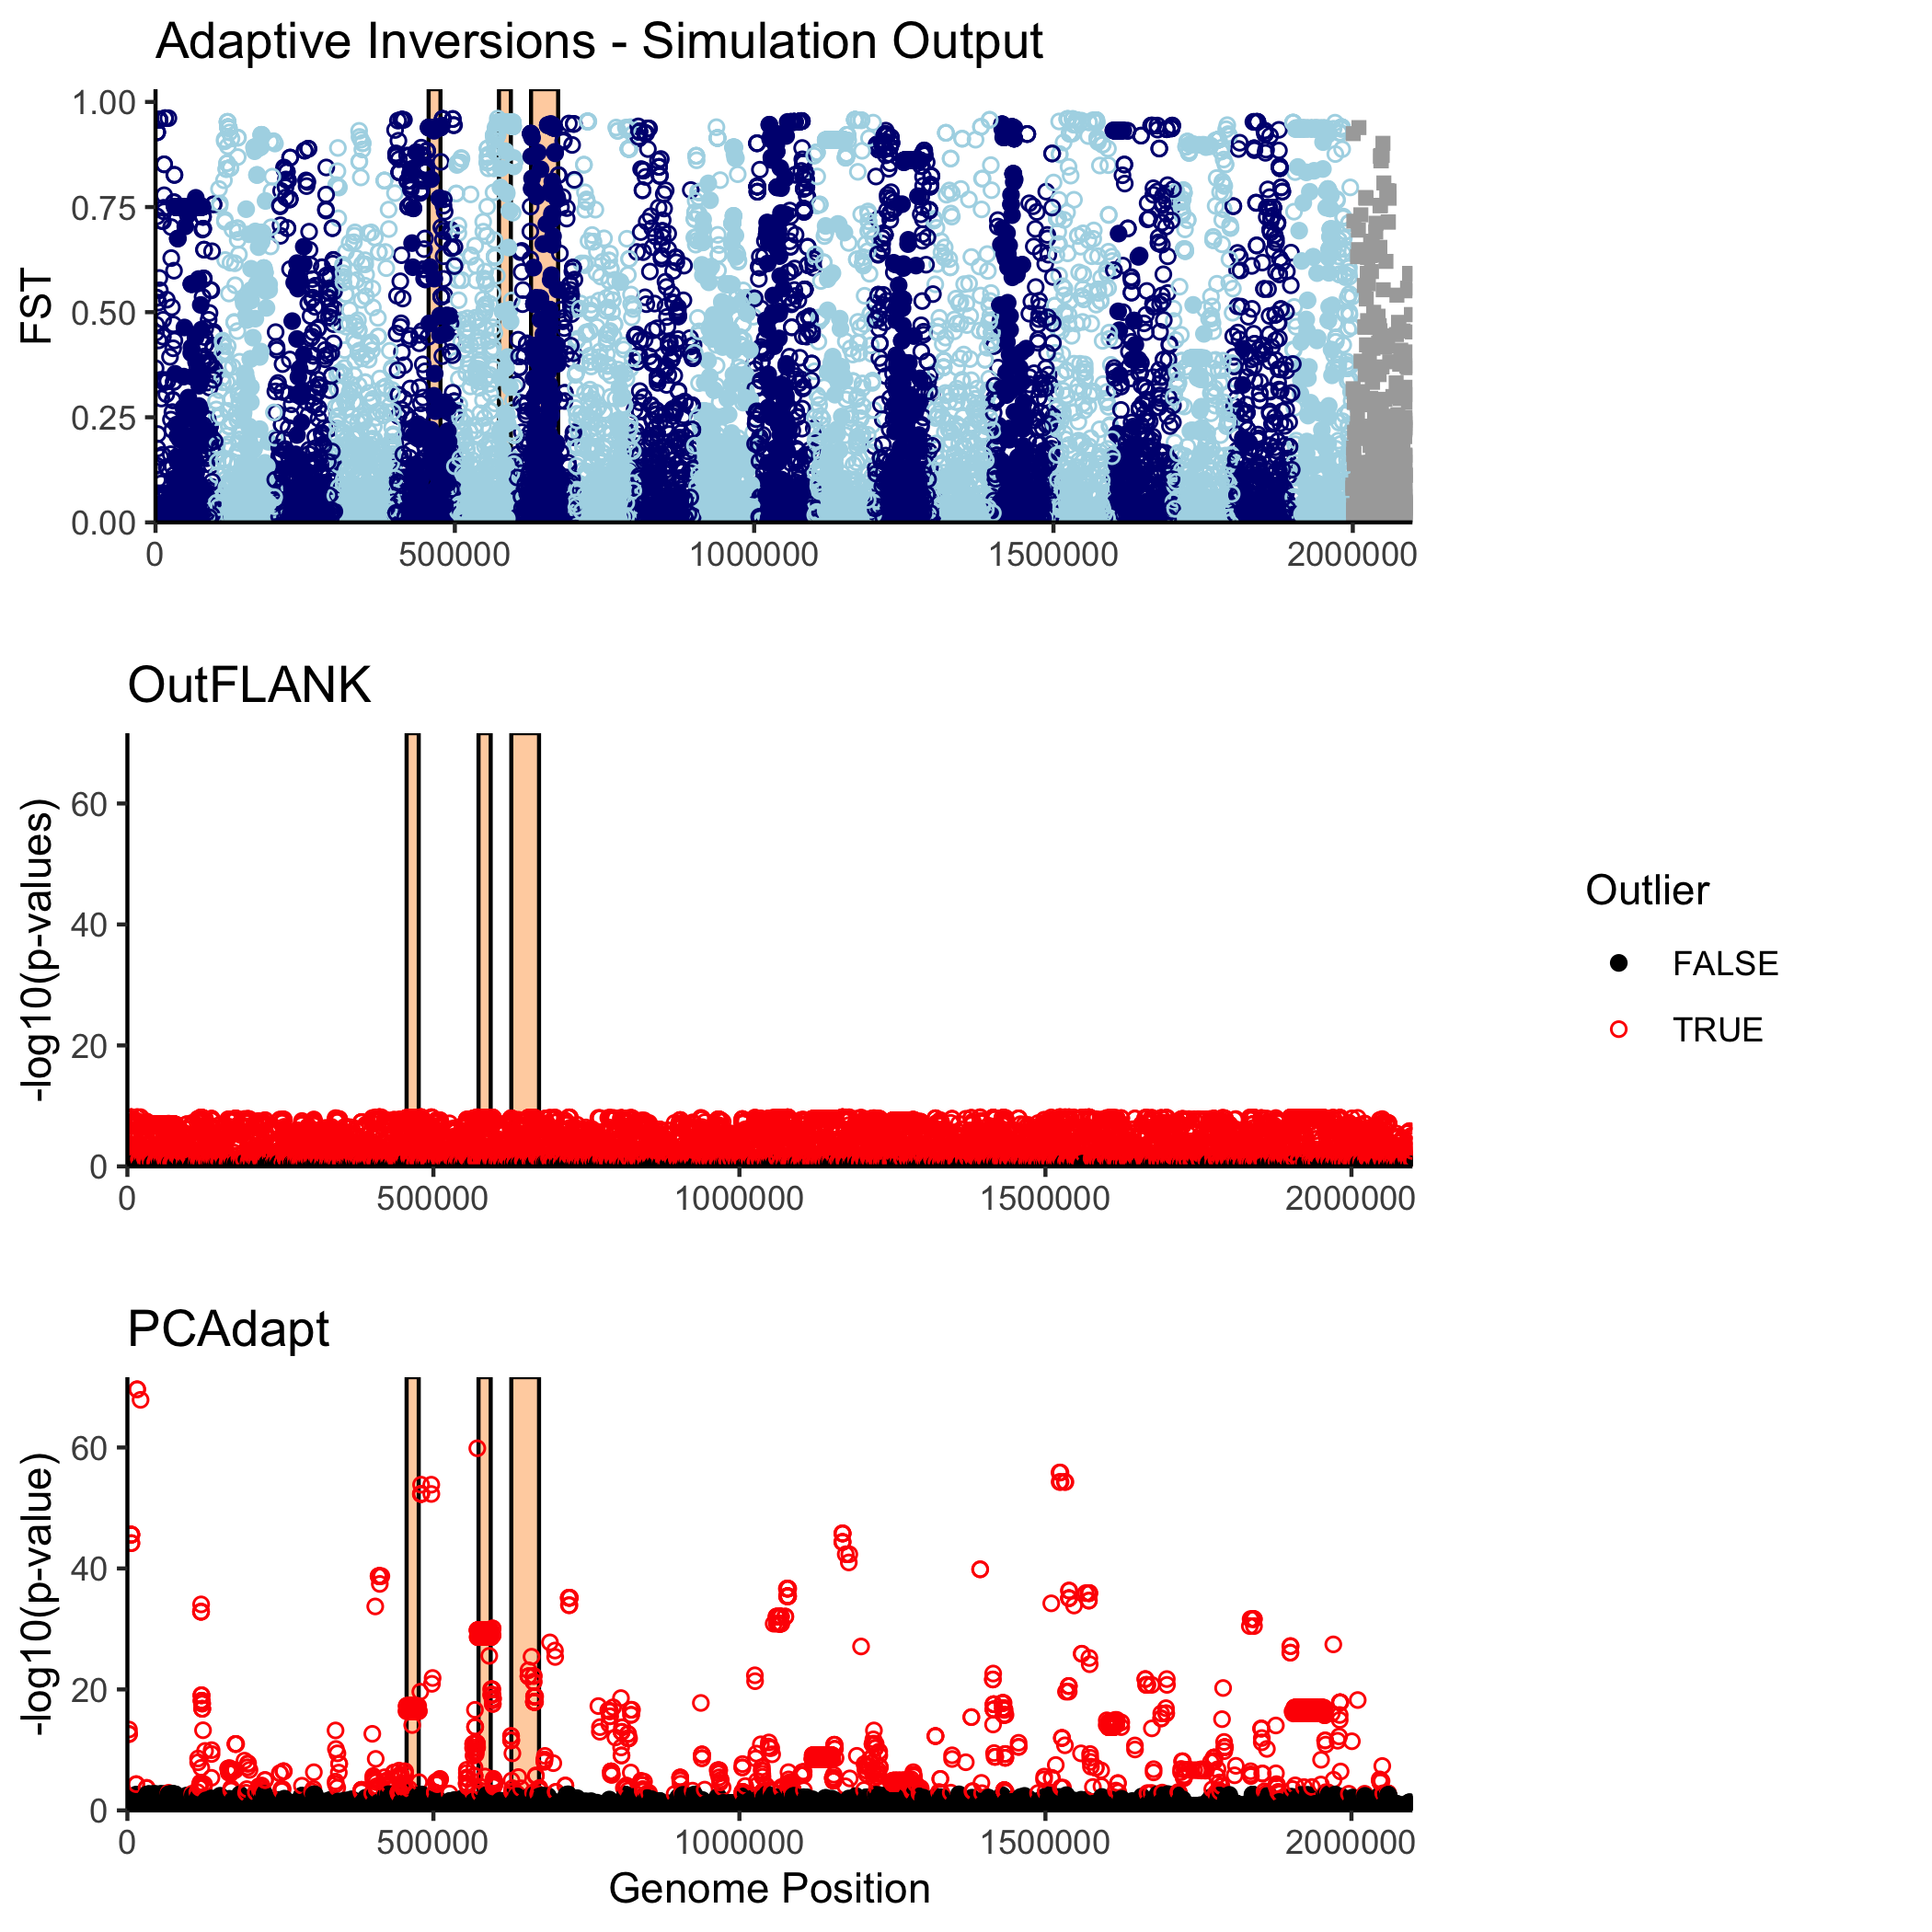 Adaptive Inversions - Simulation Output
FST
1.00
0.75
0.50
0.25
0.00
0 500000 1000000 1500000 2000000
OutFLANK
-log10(p-values)
60
40
20
0
0 500000 1000000 1500000 2000000
Outlier
FALSE
TRUE
PCAdapt
-log10(p-value)
60
40
20
0
0 500000 1000000 1500000 2000000
Genome Position